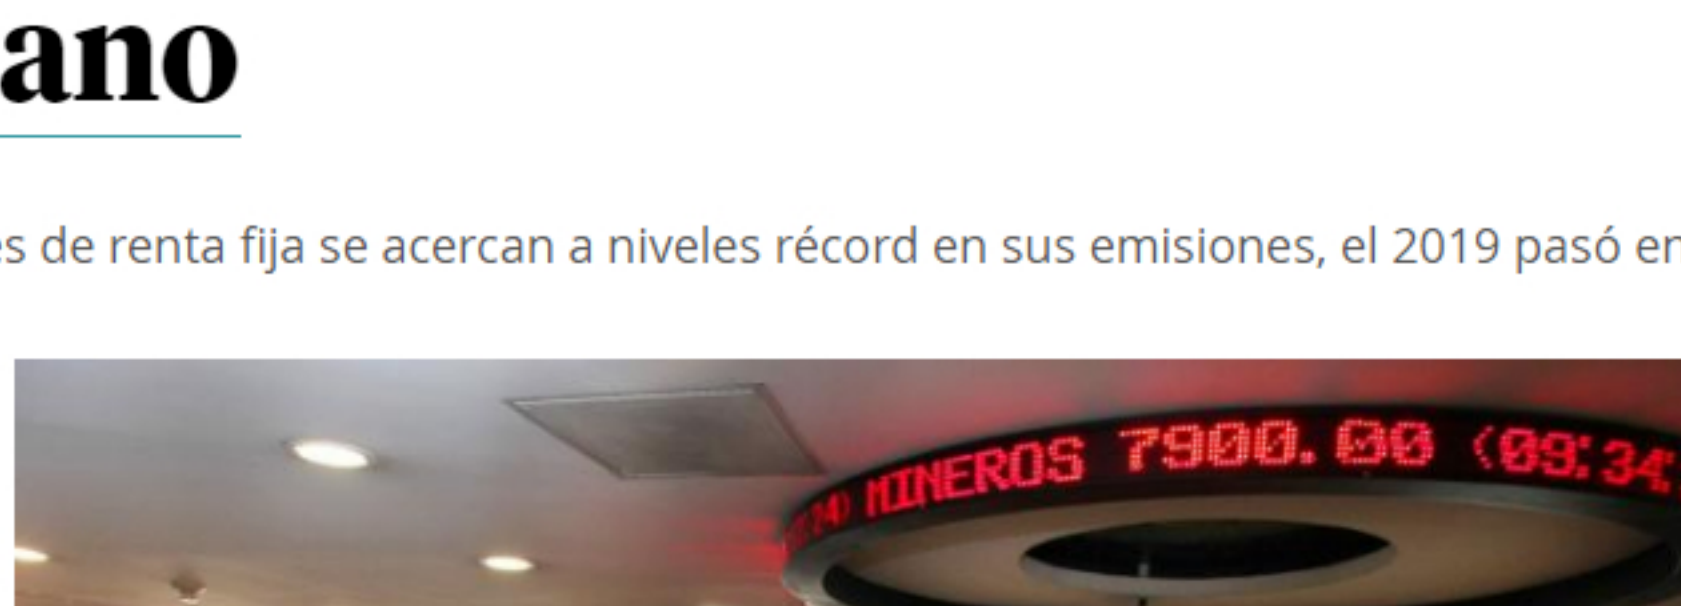 ano
es de renta fija se acercan a niveles récord en sus emisiones, el 2019 pasó en
MINEROS 7900.00 (09:34: